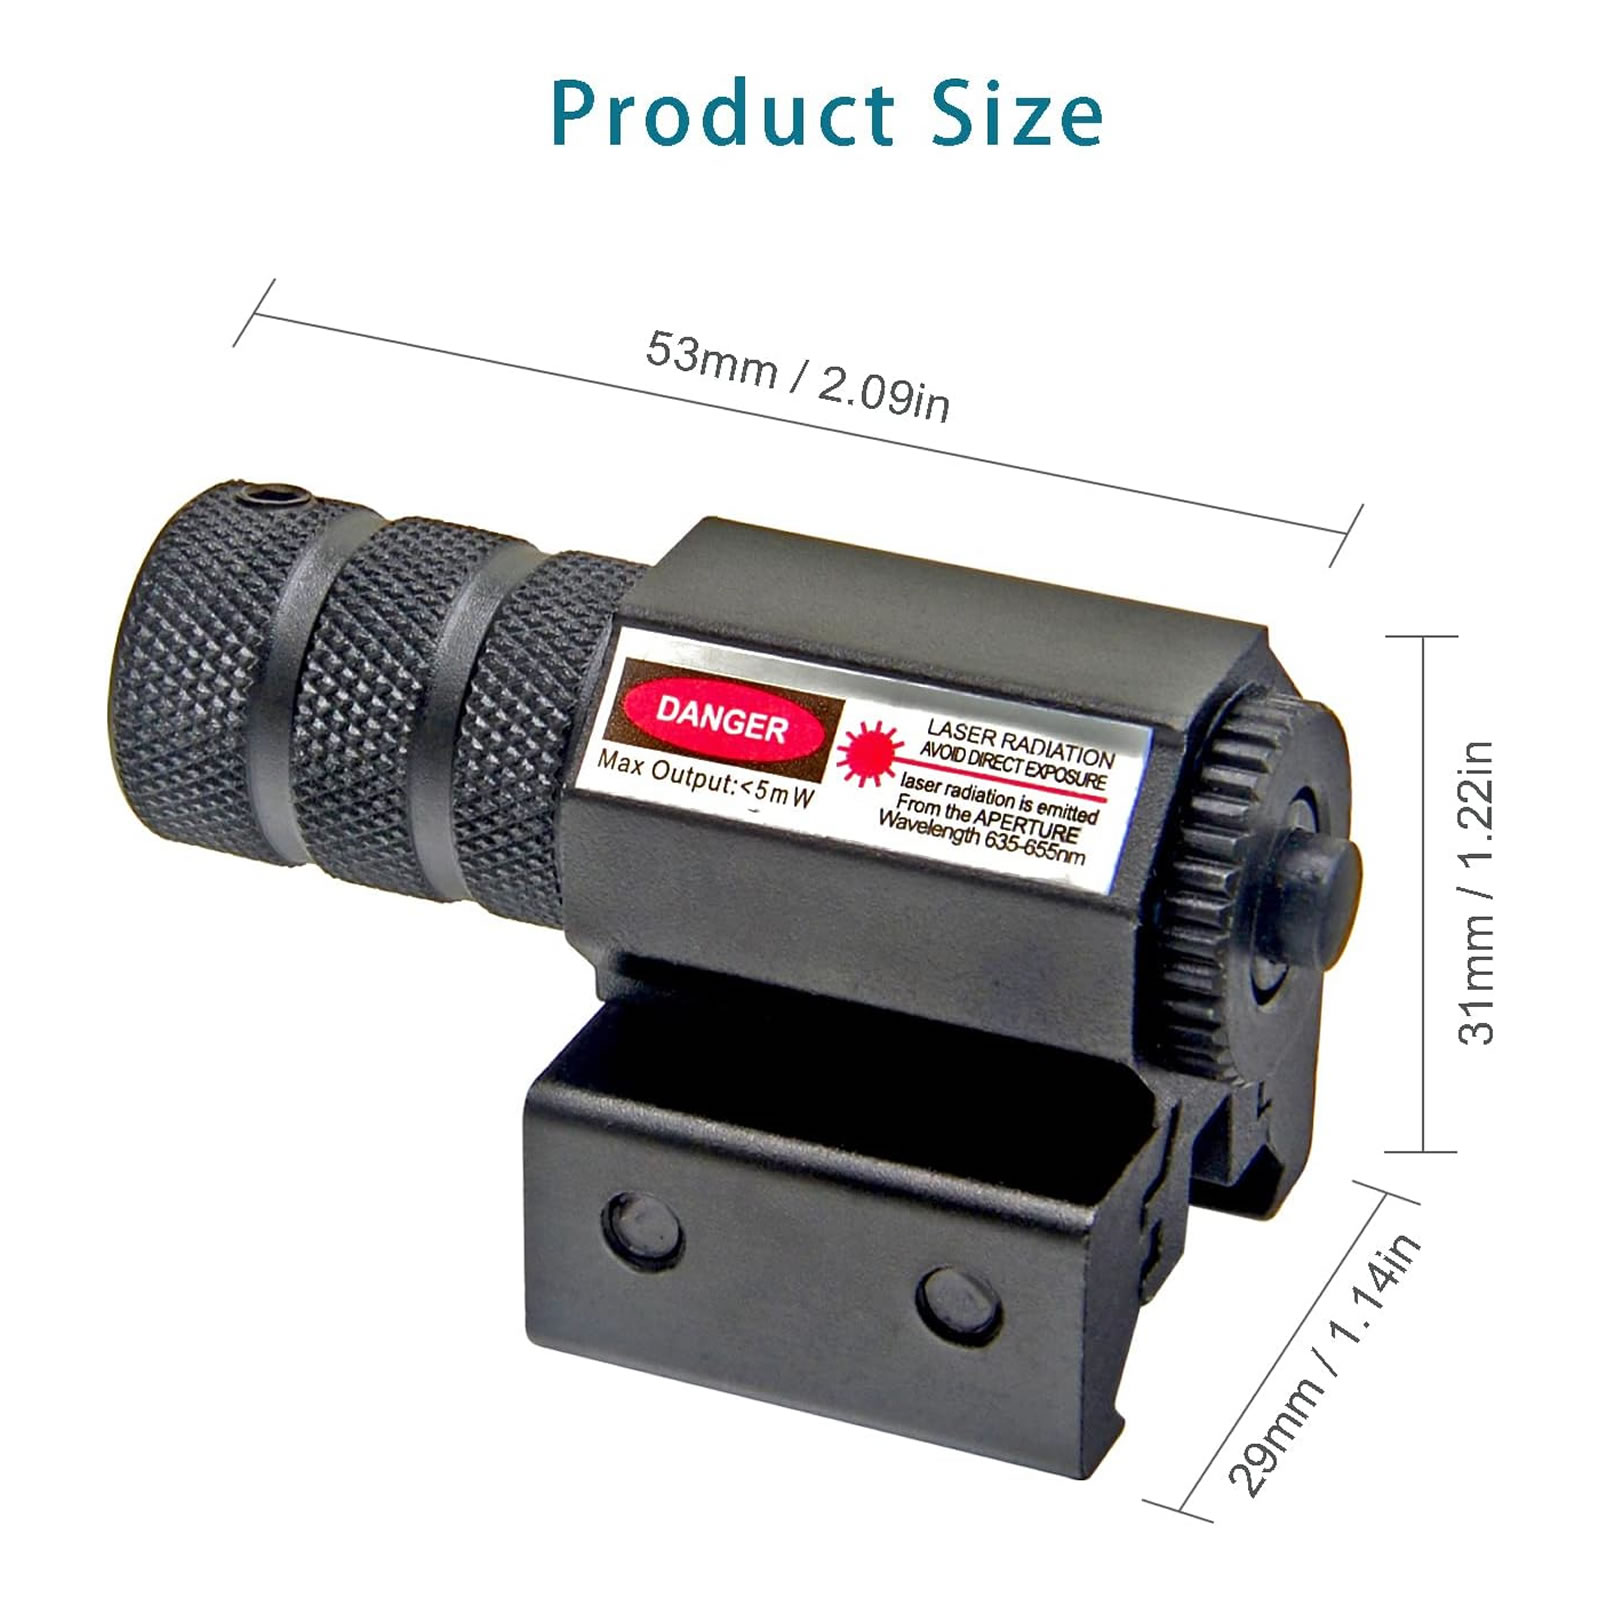 Product Size
53mm / 2.09in
DANGER
Max Output:<5mW
LASER RADIATION
AVOID DIRECT EXPOSURE
laser radiation is emitted
From the APERTURE
Wavelength 635-655nm
31mm / 1.22in
29mm / 1.14in